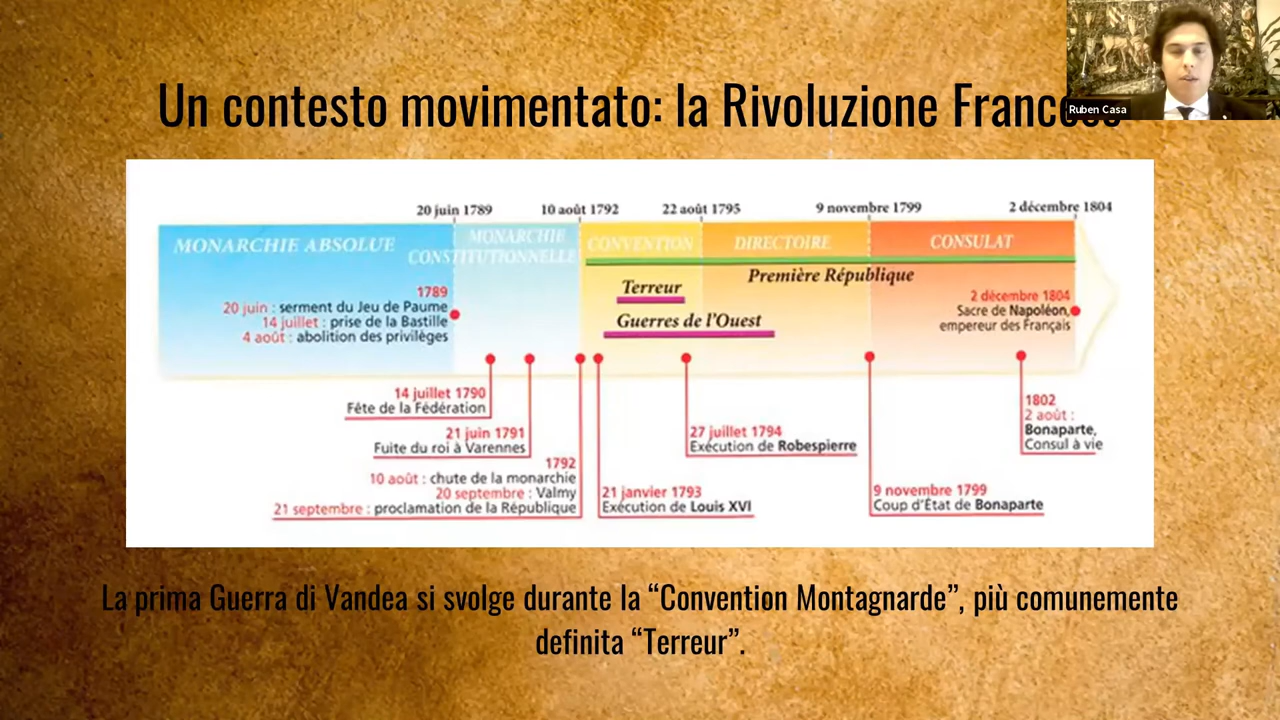 Un contesto movimentato: la Rivoluzione Francese
Ruben Casa
20 juin 1789
10 août 1792
22 août 1795
9 novembre 1799
2 décembre 1804
MONARCHIE ABSOLUE
MONARCHIE
CONSTITUTIONNELLE
CONVENTION
DIRECTOIRE
CONSULAT
Première République
Terreur
Guerres de l'Ouest
1789
20 juin : serment du Jeu de Paume
14 juillet : prise de la Bastille
4 août : abolition des privilèges
2 décembre 1804
Sacre de Napoléon,
empereur des Français
14 juillet 1790
Fête de la Fédération
21 juin 1791
Fuite du roi à Varennes
1792
10 août : chute de la monarchie
20 septembre : Valmy
21 septembre : proclamation de la République
21 janvier 1793
Exécution de Louis XVI
27 juillet 1794
Exécution de Robespierre
9 novembre 1799
Coup d'État de Bonaparte
1802
2 août :
Bonaparte,
Consul à vie
La prima Guerra di Vandea si svolge durante la “Convention Montagnarde”, più comunemente
definita “Terreur”.